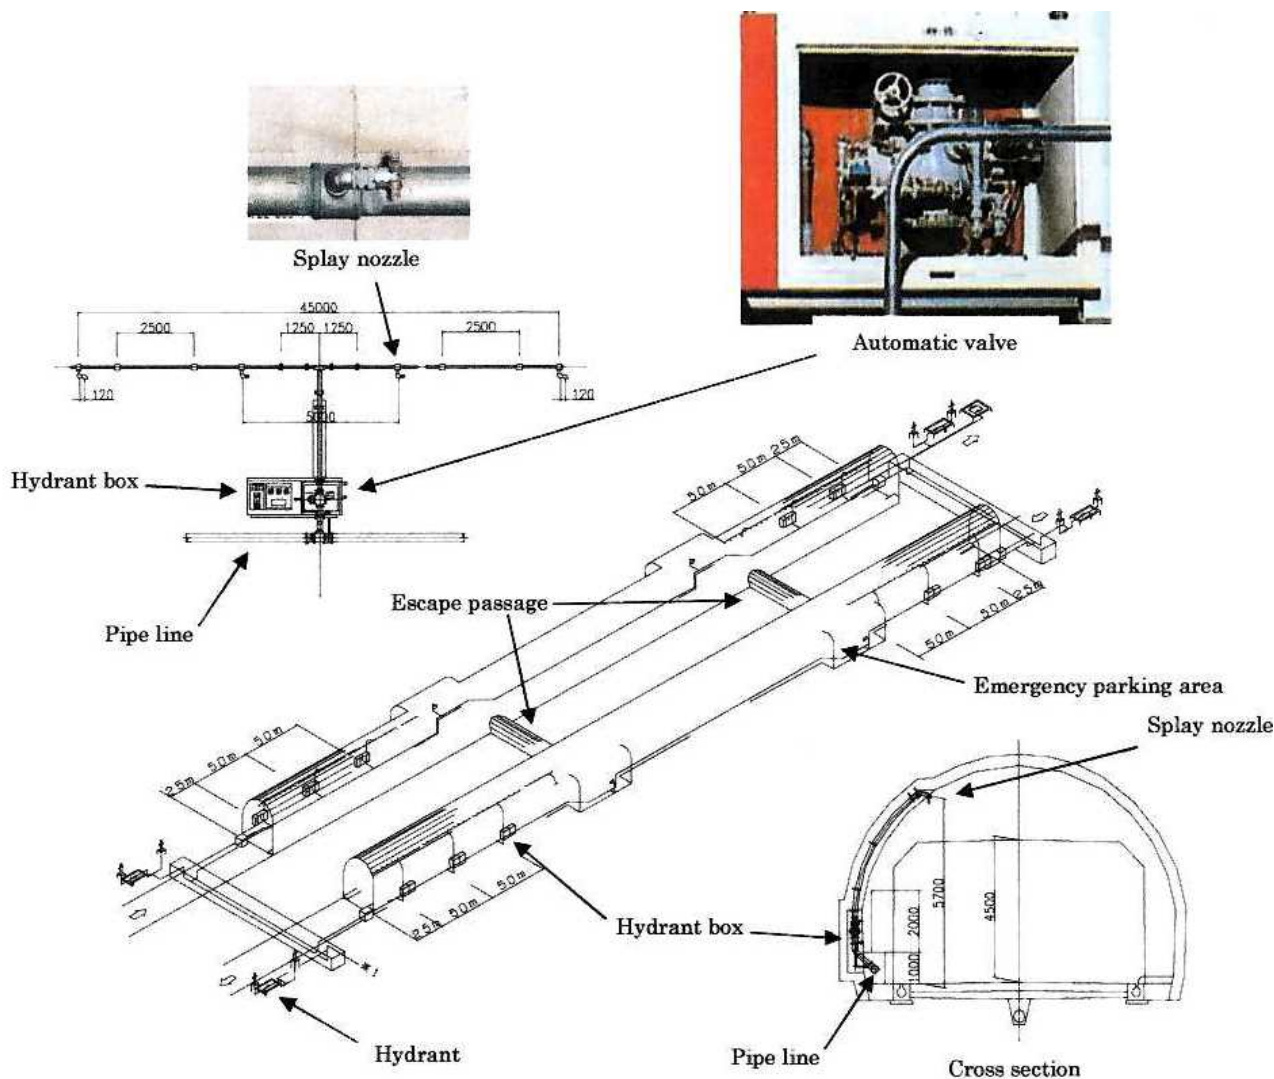 Splay nozzle
45000
2500
1250
1250
2500
120
120
5000
Automatic valve
Hydrant box
Pipe line
50m
50m
25m
Escape passage
50m
50m
25m
Emergency parking area
Splay nozzle
50m
50m
25m
25m
50m
50m
Hydrant box
5700
4500
2000
1000
Hydrant
Pipe line
Cross section